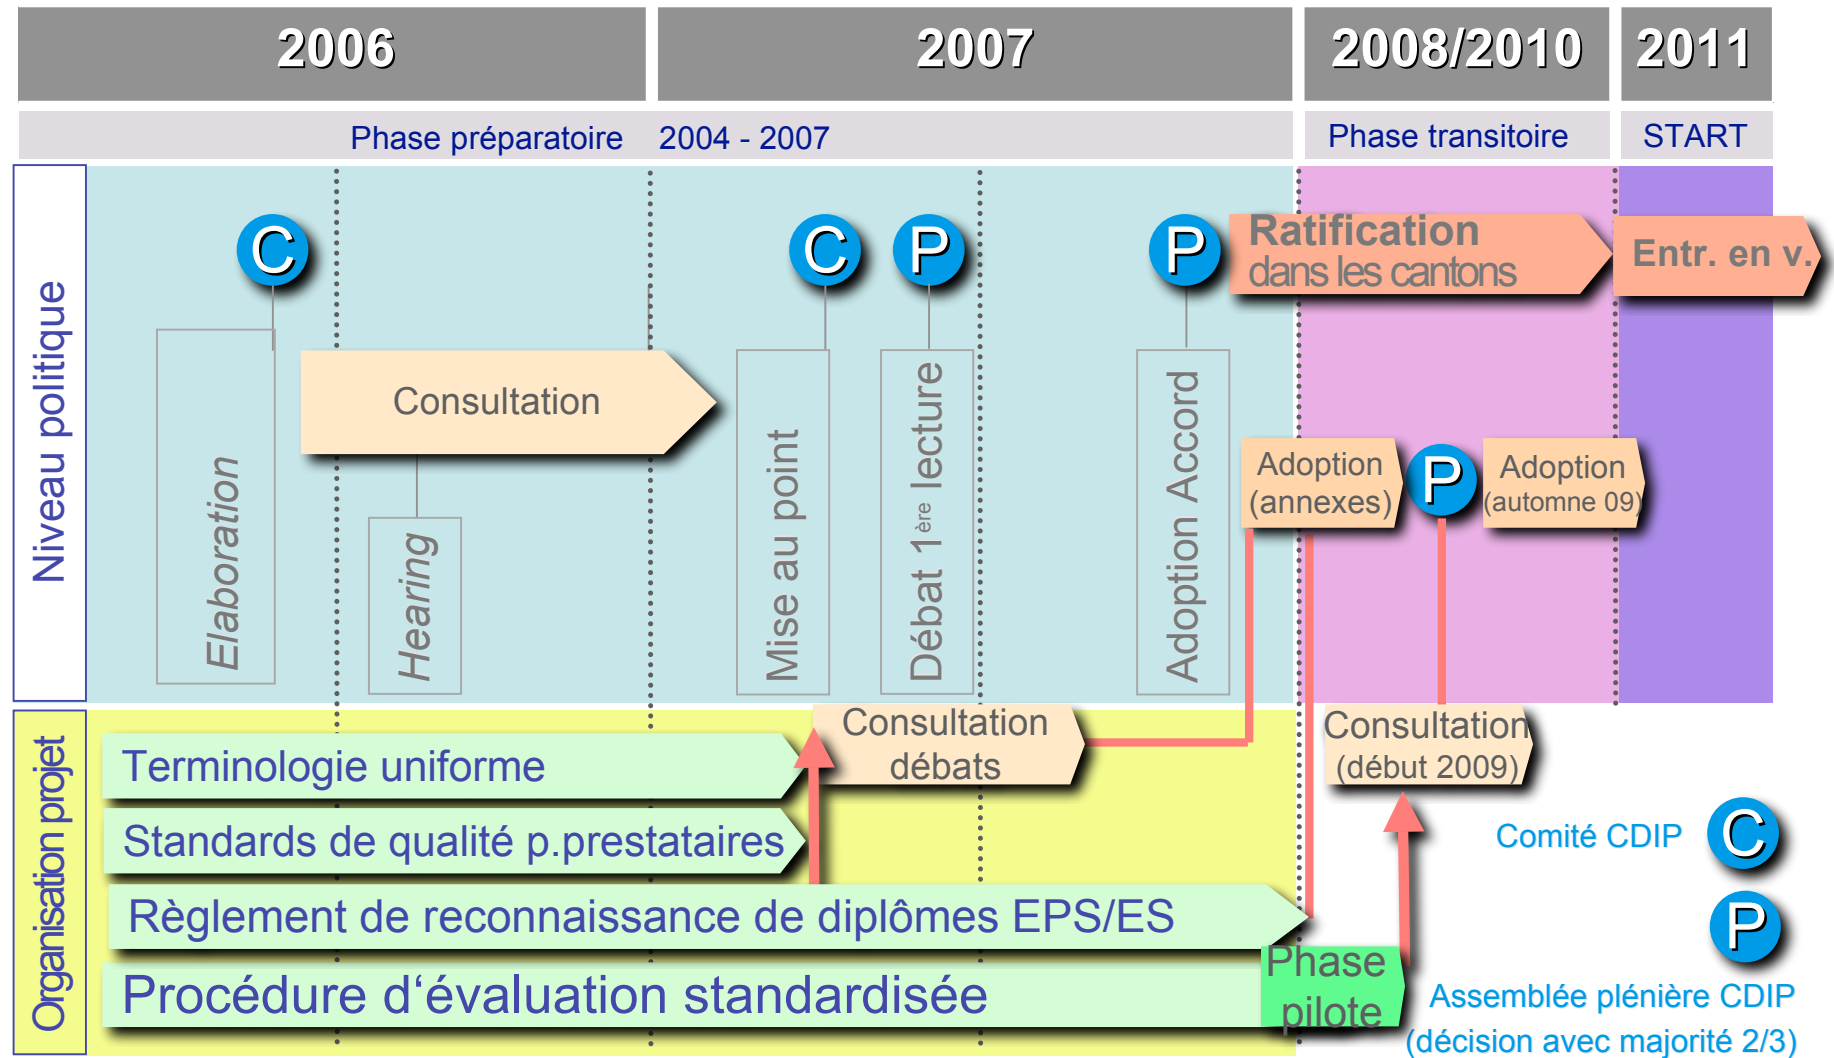 2006
2007
2008/2010
2011
Phase préparatoire 2004 - 2007
Phase transitoire
START
Niveau politique
C
C
P
P
Ratification
dans les cantons
Entr. en v.
Elaboration
Consultation
Hearing
Mise au point
Débat 1ère lecture
Adoption Accord
Adoption
(annexes)
P
Adoption
(automne 09)
Organisation projet
Terminologie uniforme
Consultation
débats
Consultation
(début 2009)
Standards de qualité p.prestataires
Règlement de reconnaissance de diplômes EPS/ES
Procédure d‘évaluation standardisée
Phase
pilote
Comité CDIP
C
P
Assemblée plénière CDIP
(décision avec majorité 2/3)